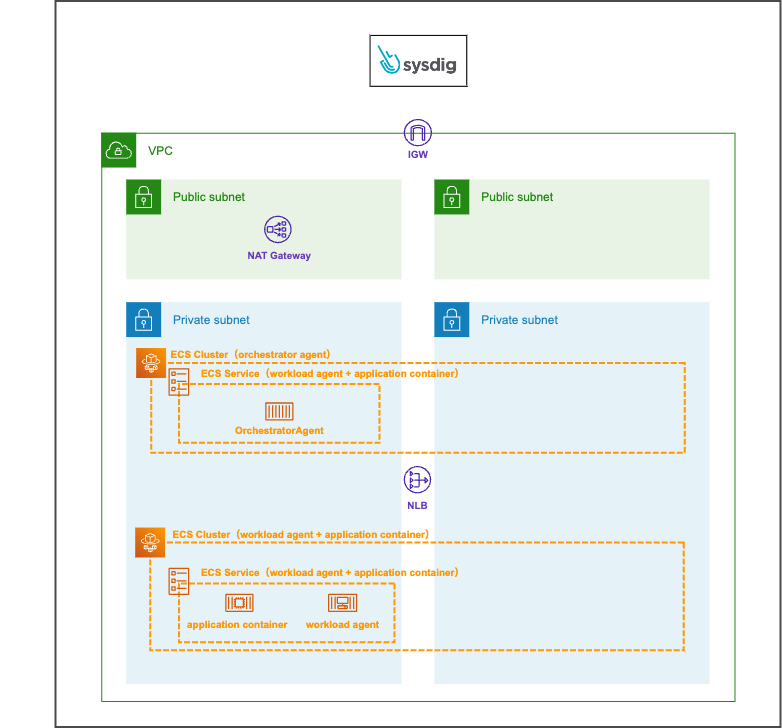 sysdig
IGW
VPC
Public subnet
Public subnet
NAT Gateway
Private subnet
Private subnet
ECS Cluster（orchestrator agent）
ECS Service（workload agent + application container）
OrchestratorAgent
NLB
ECS Cluster（workload agent + application container）
ECS Service（workload agent + application container）
application container
workload agent